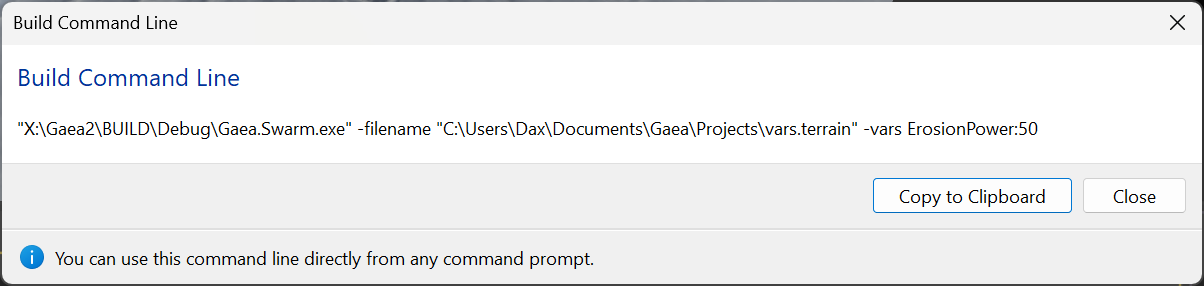 Build Command Line
Build Command Line
"X:\Gaea2\BUILD\Debug\Gaea.Swarm.exe" -filename "C:\Users\Dax\Documents\Gaea\Projects\vars.terrain" -vars ErosionPower:50
Copy to Clipboard
Close
You can use this command line directly from any command prompt.